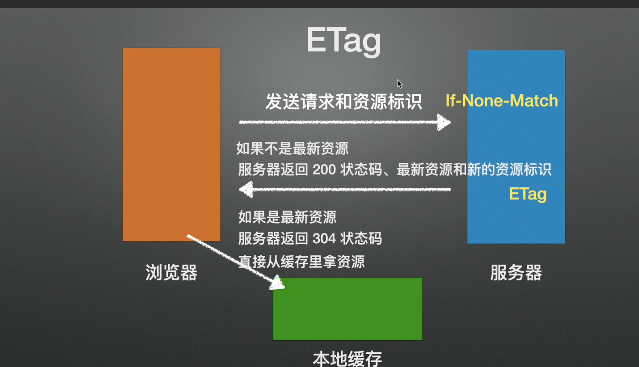 ETag
发送请求和资源标识
If-None-Match
如果不是最新资源
服务器返回 200 状态码、最新资源和新的资源标识
ETag
如果是最新资源
服务器返回 304 状态码
直接从缓存里拿资源
浏览器
服务器
本地缓存